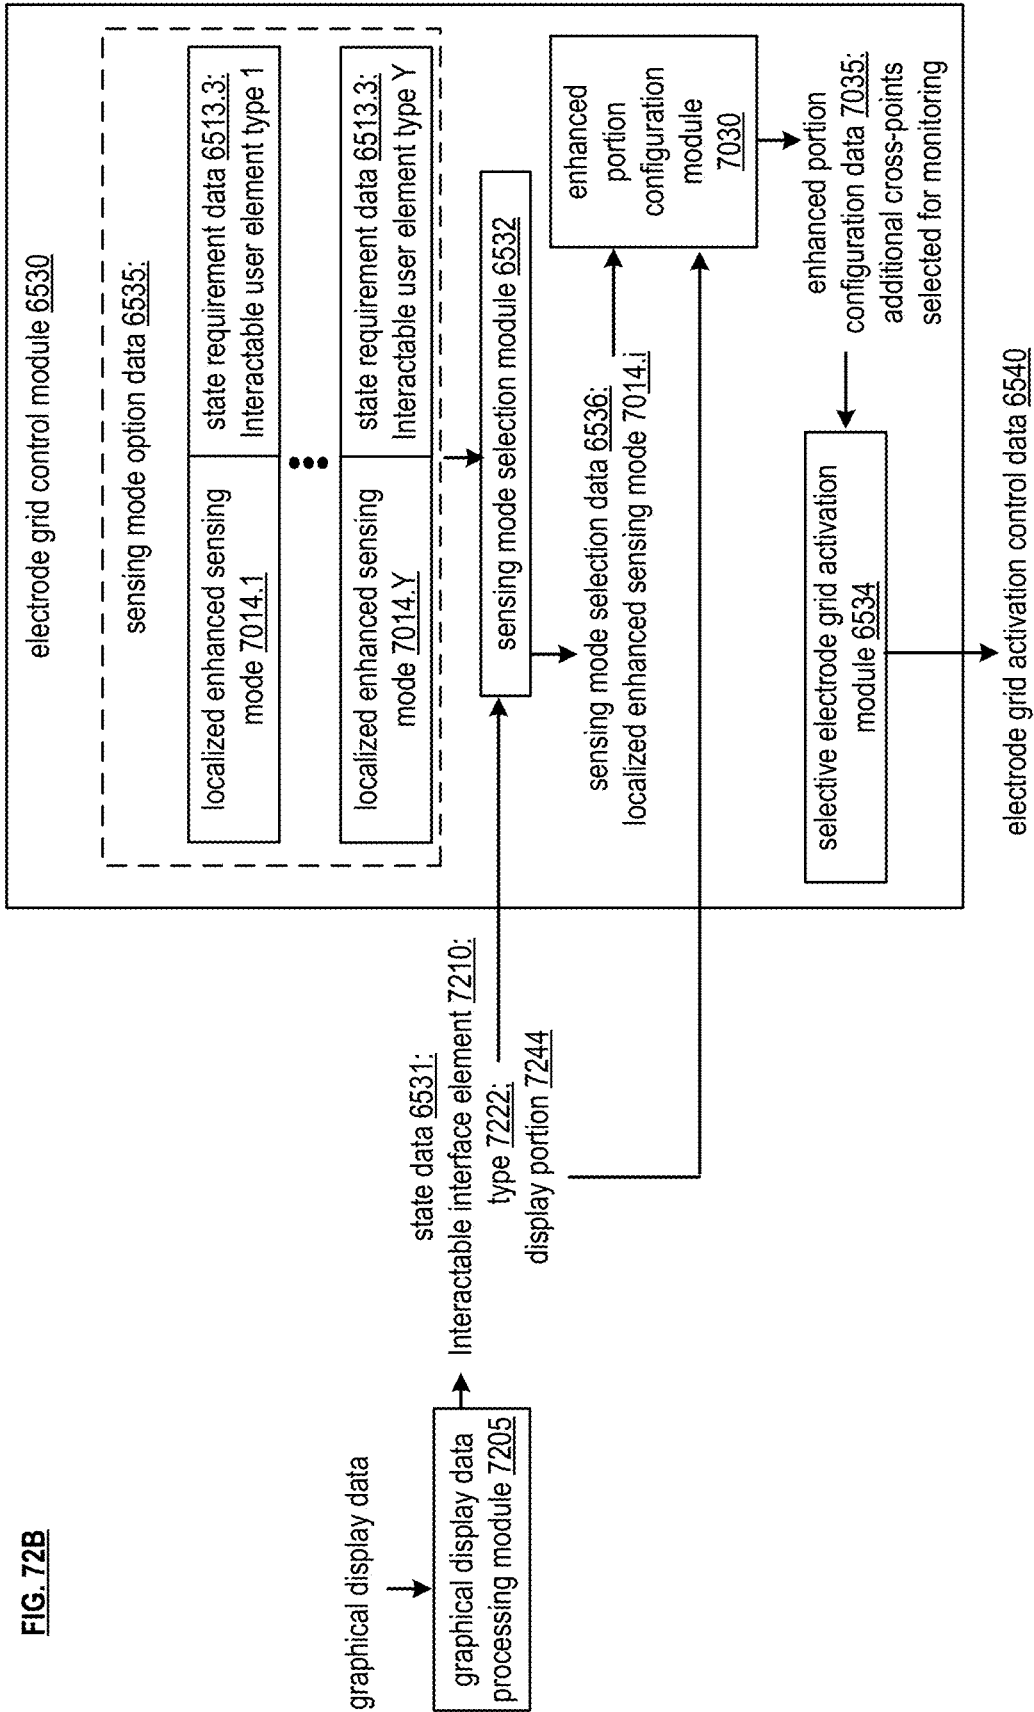 FIG. 72B
graphical display data
graphical display data
processing module 7205
state data 6531:
Interactable interface element 7210:
type 7222;
display portion 7244
electrode grid control module 6530
sensing mode option data 6535:
localized enhanced sensing
mode 7014.1
state requirement data 6513.3:
Interactable user element type 1
localized enhanced sensing
mode 7014.Y
state requirement data 6513.3:
Interactable user element type Y
sensing mode selection module 6532
sensing mode selection data 6536:
localized enhanced sensing mode 7014.i
enhanced
portion
configuration
module
7030
enhanced portion
configuration data 7035:
additional cross-points
selected for monitoring
selective electrode grid activation
module 6534
electrode grid activation control data 6540